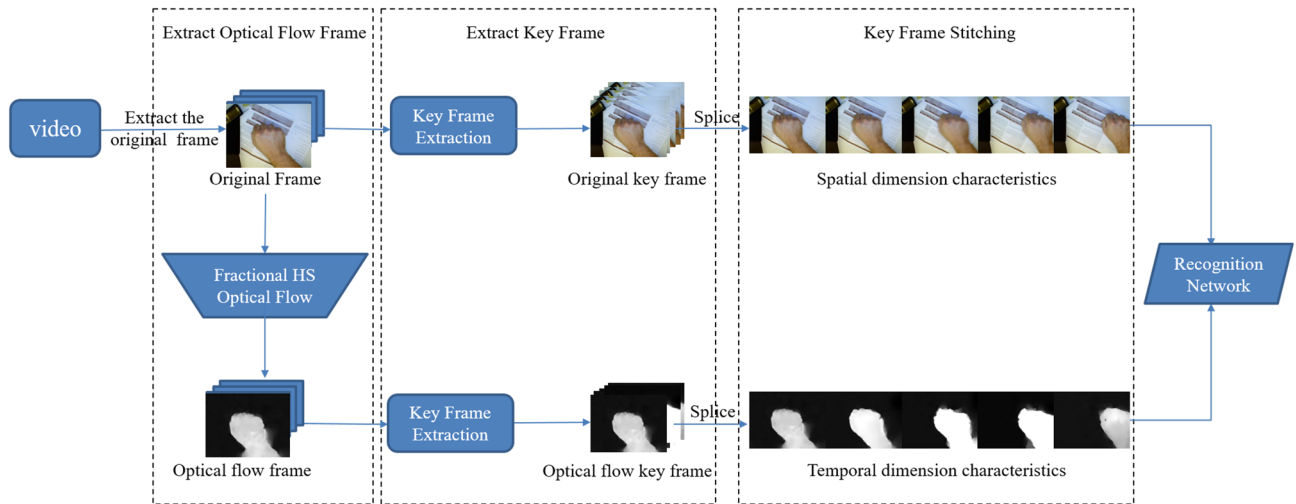 Extract Optical Flow Frame
Extract Key Frame
Key Frame Stitching
video
Extract the
original frame
Original Frame
Key Frame
Extraction
Original key frame
Splice
Spatial dimension characteristics
Fractional HS
Optical Flow
Recognition
Network
Optical flow frame
Key Frame
Extraction
Optical flow key frame
Splice
Temporal dimension characteristics